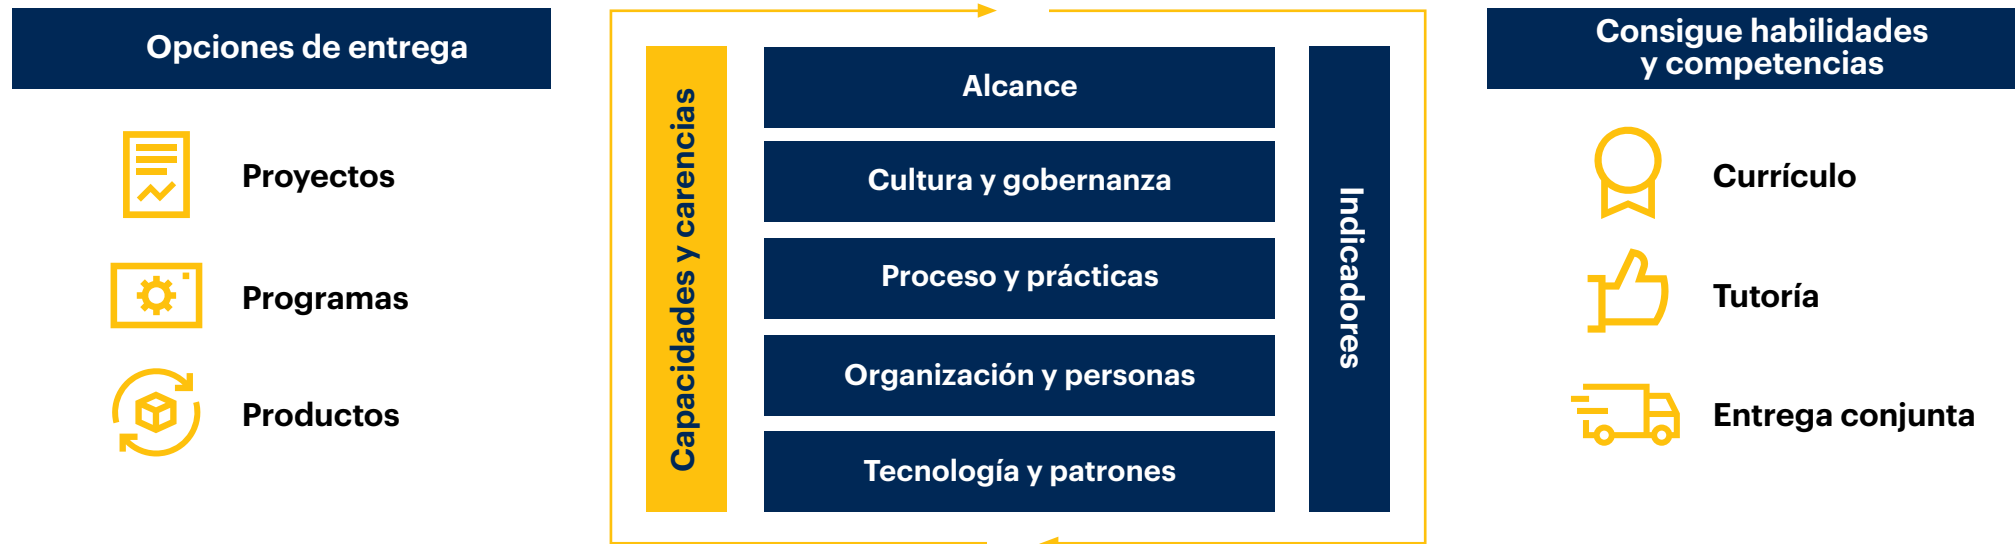 Opciones de entrega
Proyectos
Programas
Productos
Capacidades y carencias
Alcance
Cultura y gobernanza
Proceso y prácticas
Organización y personas
Tecnología y patrones
Indicadores
Consigue habilidades
y competencias
Currículo
Tutoría
Entrega conjunta